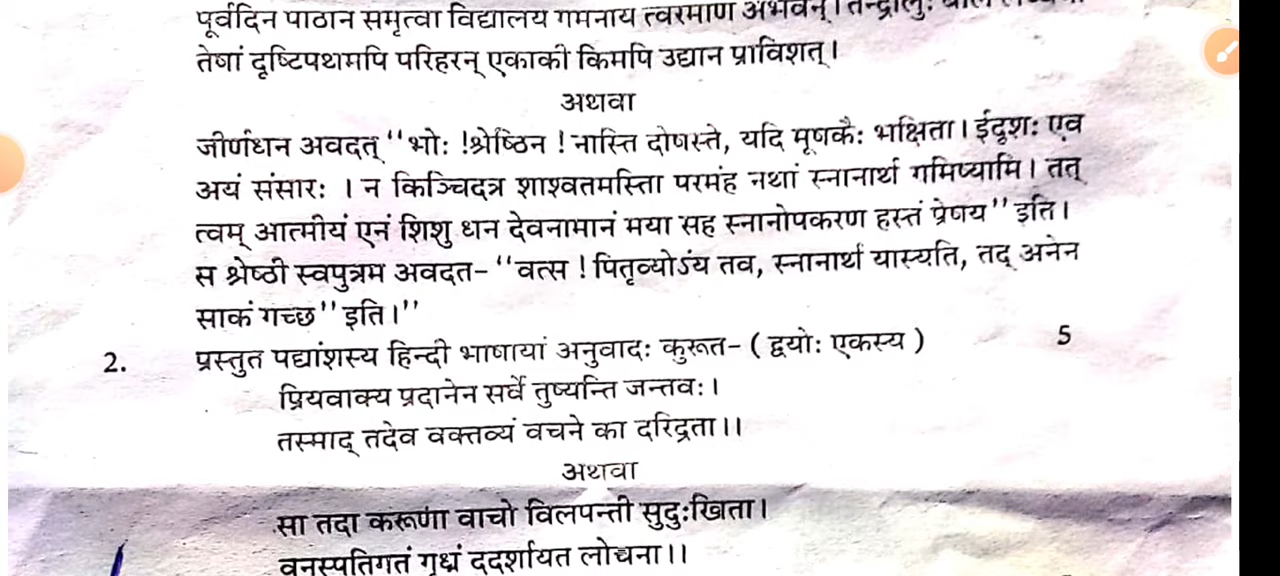 पूर्वदिन पाठान समृत्वा विद्यालय गमनाय त्वरमाण अभवन्। तन्द्रालुः
तेषां दृष्टिपथमपि परिहरन् एकाकी किमपि उद्यान प्राविशत्।
अथवा
जीर्णधन अवदत् ''भोः !श्रेष्ठिन ! नास्ति दोषस्ते, यदि मूषकैः भक्षिता। ईदृशः एव
अयं संसारः । न किञ्चिदत्र शाश्वतमस्ति। परमंह नथां स्नानार्थ गमिष्यामि। तत्
त्वम् आत्मीयं एनं शिशु धन देवनामानं मया सह स्नानोपकरण हस्तं प्रेषय'' इति।
स श्रेष्ठी स्वपुत्रम अवदत- ''वत्स ! पितृव्योऽंय तव, स्नानार्थ यास्यति, तद् अनेन
साकं गच्छ'' इति।''
2. प्रस्तुत पद्यांशस्य हिन्दी भाषायां अनुवादः कुरूत- ( द्वयोः एकस्य ) 5
प्रियवाक्य प्रदानेन सर्वे तुष्यन्ति जन्तवः।
तस्माद् तदेव वक्तव्यं वचने का दरिद्रता।।
अथवा
सा तदा करूणा वाचो विलपन्ती सुदुःखिता।
वनस्पतिगतं गृध्रं ददर्शायत लोचना।।